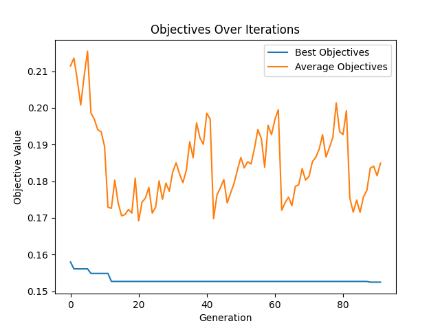 Objectives Over Iterations
Best Objectives
Average Objectives
Objective Value
0.21
0.20
0.19
0.18
0.17
0.16
0.15
0 20 40 60 80
Generation